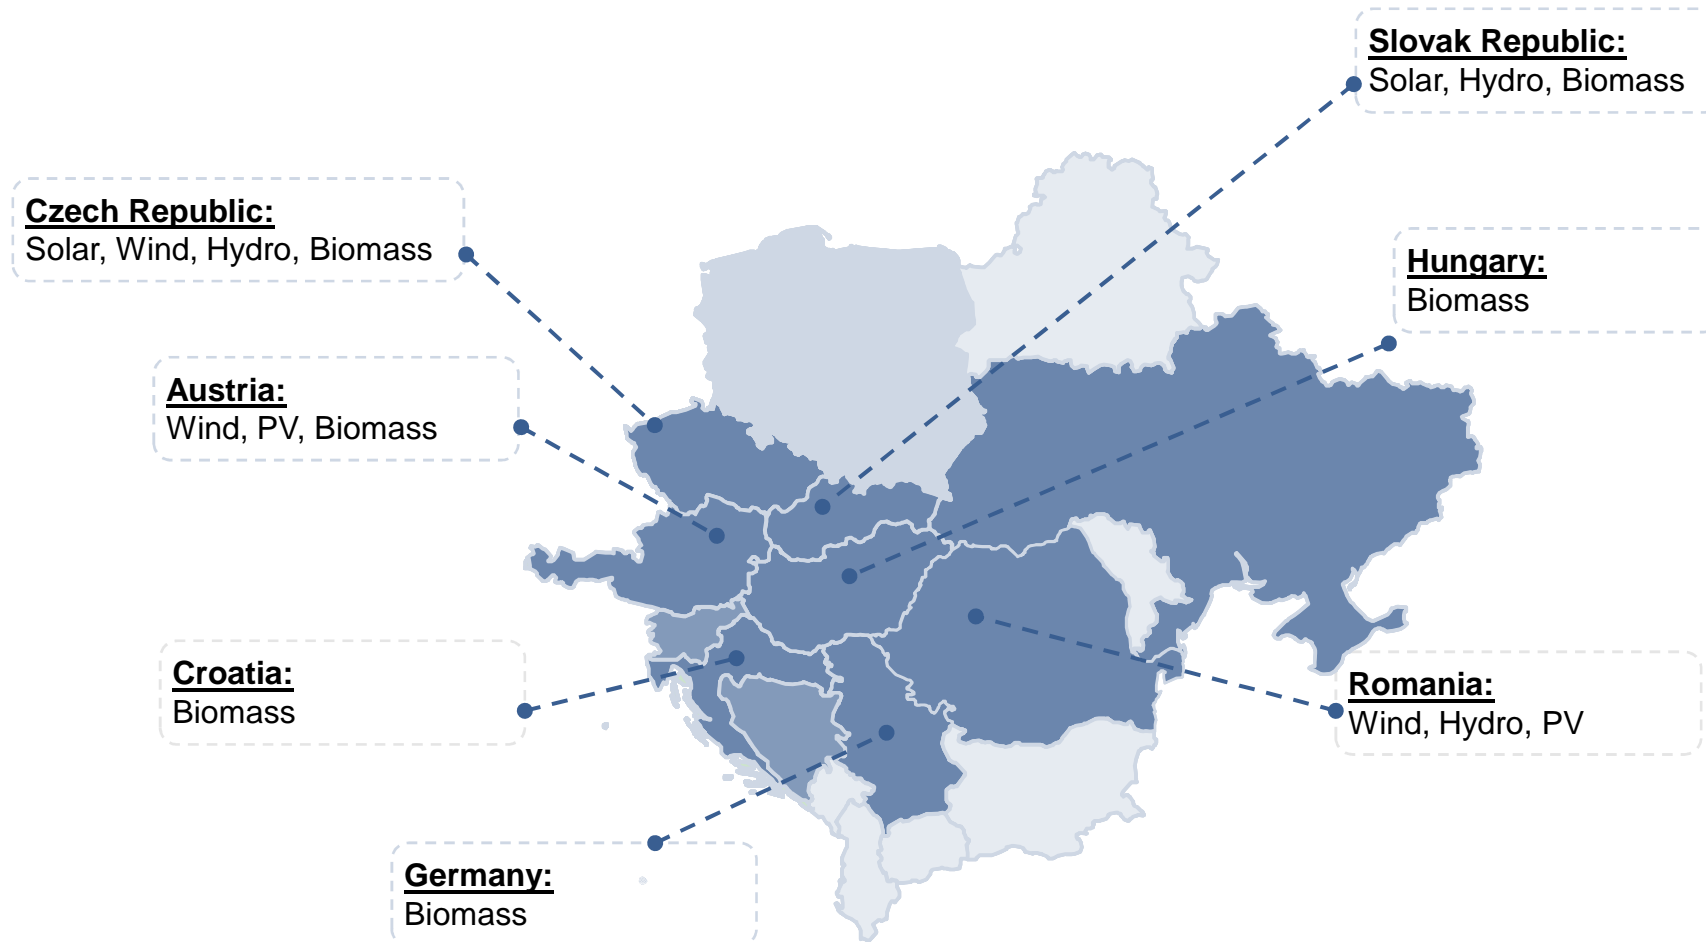 Slovak Republic:
Solar, Hydro, Biomass
Czech Republic:
Solar, Wind, Hydro, Biomass
Hungary:
Biomass
Austria:
Wind, PV, Biomass
Croatia:
Biomass
Romania:
Wind, Hydro, PV
Germany:
Biomass